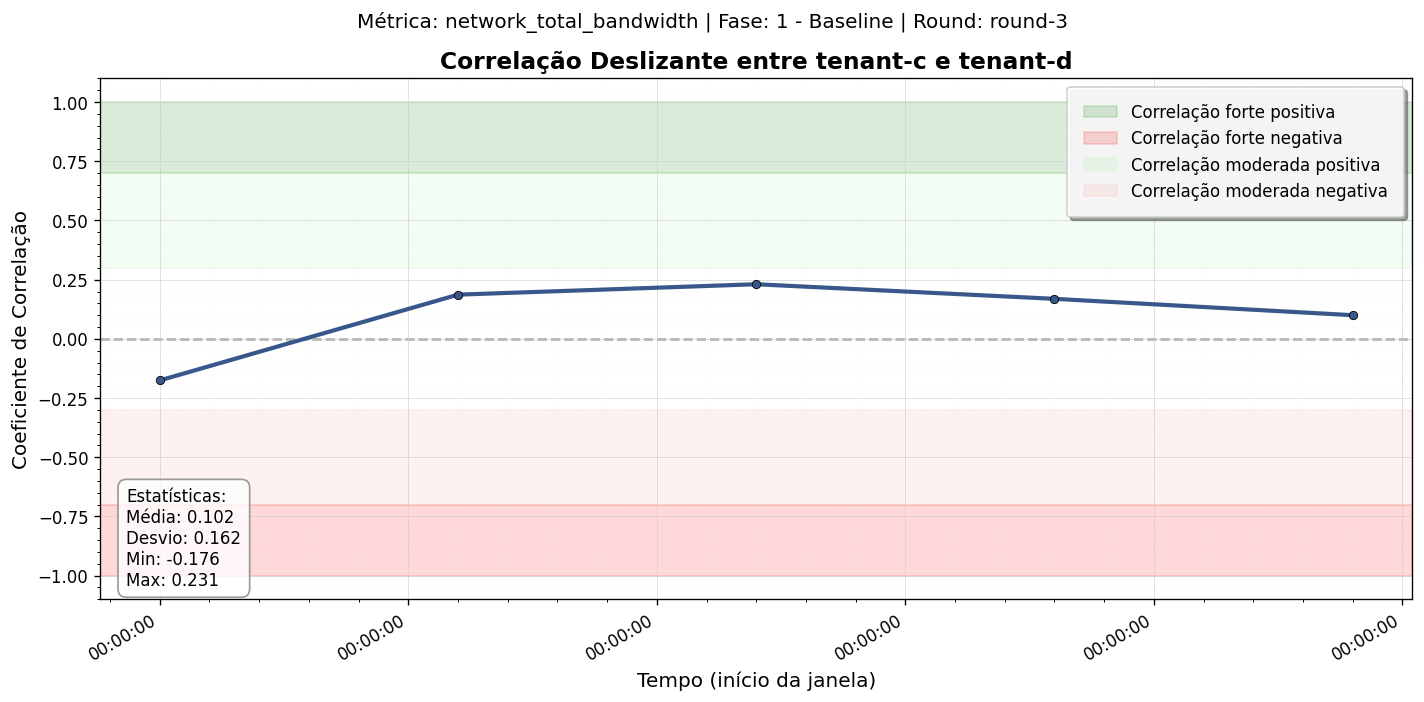 Métrica: network_total_bandwidth | Fase: 1 - Baseline | Round: round-3
Correlação Deslizante entre tenant-c e tenant-d
Correlação forte positiva
Correlação forte negativa
Correlação moderada positiva
Correlação moderada negativa
Coeficiente de Correlação
1.00
0.75
0.50
0.25
0.00
−0.25
−0.50
−0.75
−1.00
Estatísticas:
Média: 0.102
Desvio: 0.162
Min: -0.176
Max: 0.231
00:00:00
00:00:00
00:00:00
00:00:00
00:00:00
00:00:00
Tempo (início da janela)